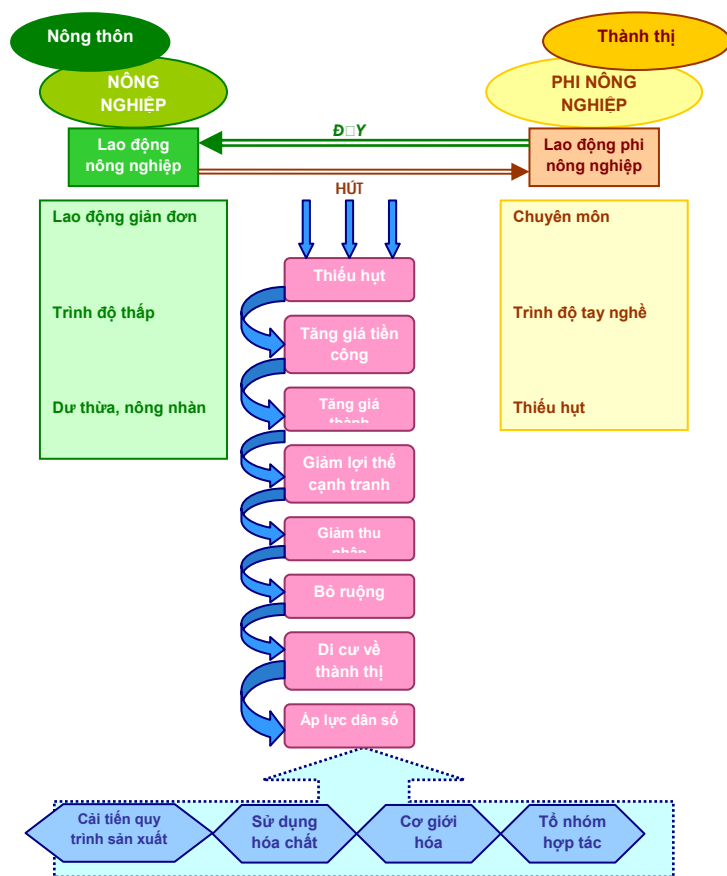 Nông thôn
Thành thị
NÔNG
NGHIỆP
PHI NÔNG
NGHIỆP
Đ□Y
Lao động
nông nghiệp
Lao động phi
nông nghiệp
HÚT
Lao động giản đơn
Trình độ thấp
Dư thừa, nông nhàn
Chuyên môn
Trình độ tay nghề
Thiếu hụt
Thiếu hụt
Tăng giá tiền
công
Tăng giá
thành
Giảm lợi thế
cạnh tranh
Giảm thu
nhập
Bỏ ruộng
Di cư về
thành thị
Áp lực dân số
Cải tiến quy
trình sản xuất
Sử dụng
hóa chất
Cơ giới
hóa
Tổ nhóm
hợp tác